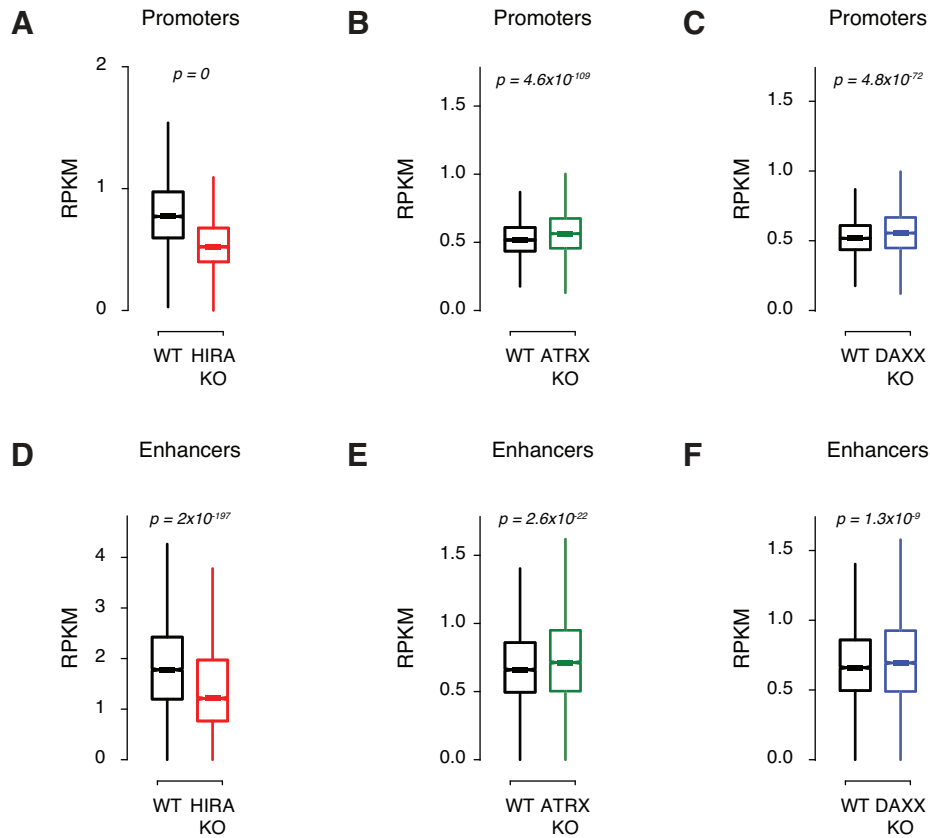 A Promoters
p = 0
RPKM
2
1
0
WT HIRA
KO
B Promoters
p = 4.6x10⁻¹⁰⁹
RPKM
1.5
1.0
0.5
0.0
WT ATRX
KO
C Promoters
p = 4.8x10⁻⁷²
RPKM
1.5
1.0
0.5
0.0
WT DAXX
KO
D Enhancers
p = 2x10⁻¹⁹⁷
RPKM
4
3
2
1
0
WT HIRA
KO
E Enhancers
p = 2.6x10⁻²²
RPKM
1.5
1.0
0.5
0.0
WT ATRX
KO
F Enhancers
p = 1.3x10⁻⁹
RPKM
1.5
1.0
0.5
0.0
WT DAXX
KO